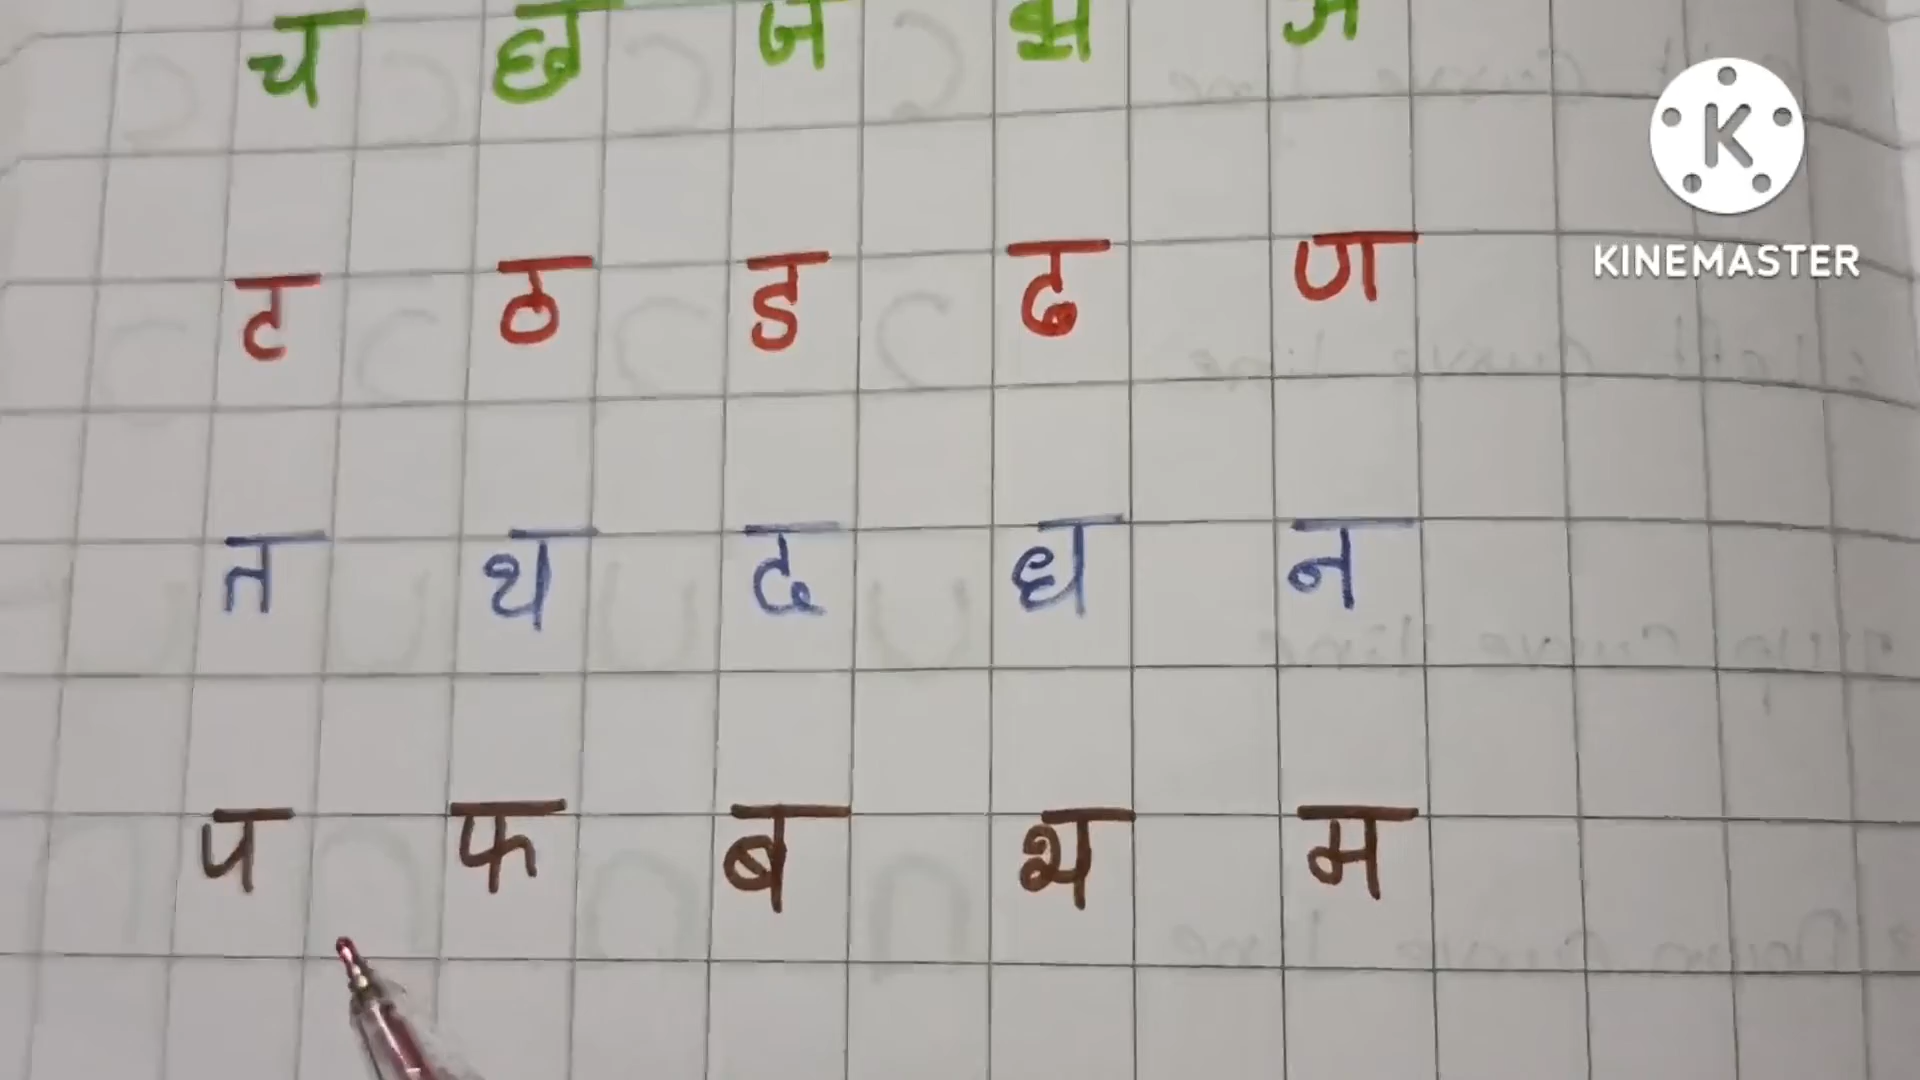 च छ ज झ ञ
K
KINEMASTER
ट ठ ड ढ ण
त थ द ध न
प फ ब भ म